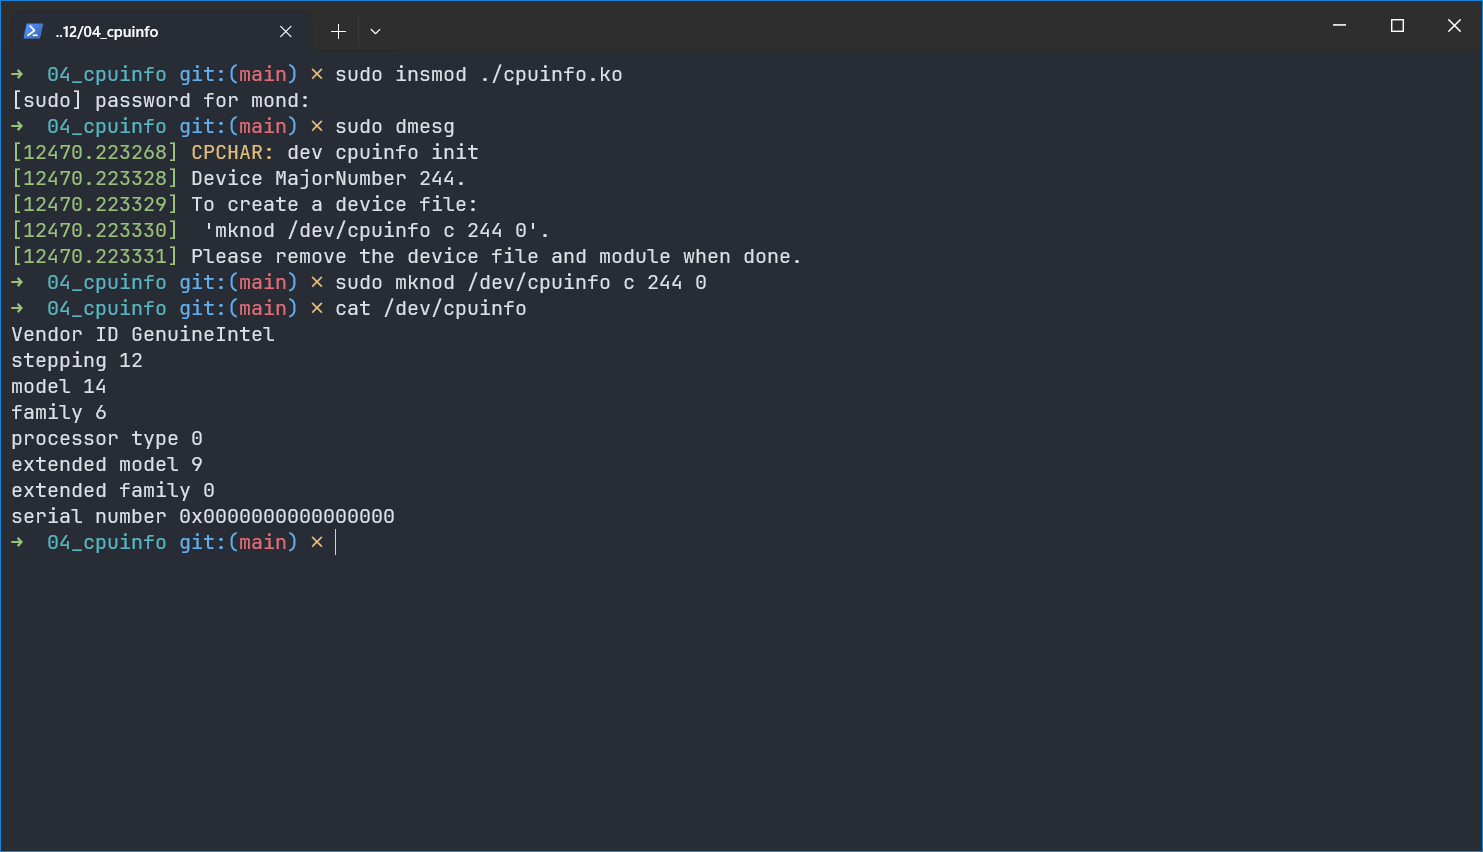 ..12/04_cpuinfo
➜  04_cpuinfo git:(main) × sudo insmod ./cpuinfo.ko
[sudo] password for mond:
➜  04_cpuinfo git:(main) × sudo dmesg
[12470.223268] CPCHAR: dev cpuinfo init
[12470.223328] Device MajorNumber 244.
[12470.223329] To create a device file:
[12470.223330]  'mknod /dev/cpuinfo c 244 0'.
[12470.223331] Please remove the device file and module when done.
➜  04_cpuinfo git:(main) × sudo mknod /dev/cpuinfo c 244 0
➜  04_cpuinfo git:(main) × cat /dev/cpuinfo
Vendor ID GenuineIntel
stepping 12
model 14
family 6
processor type 0
extended model 9
extended family 0
serial number 0x0000000000000000
➜  04_cpuinfo git:(main) ×